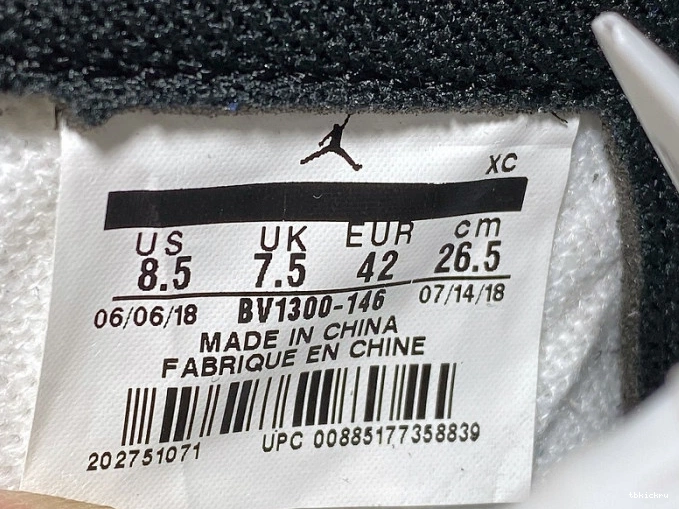 XC
US UK EUR cm
8.5 7.5 42 26.5
06/06/18 BV1300-146 07/14/18
MADE IN CHINA
FABRIQUE EN CHINE
202751071 UPC 00885177358839